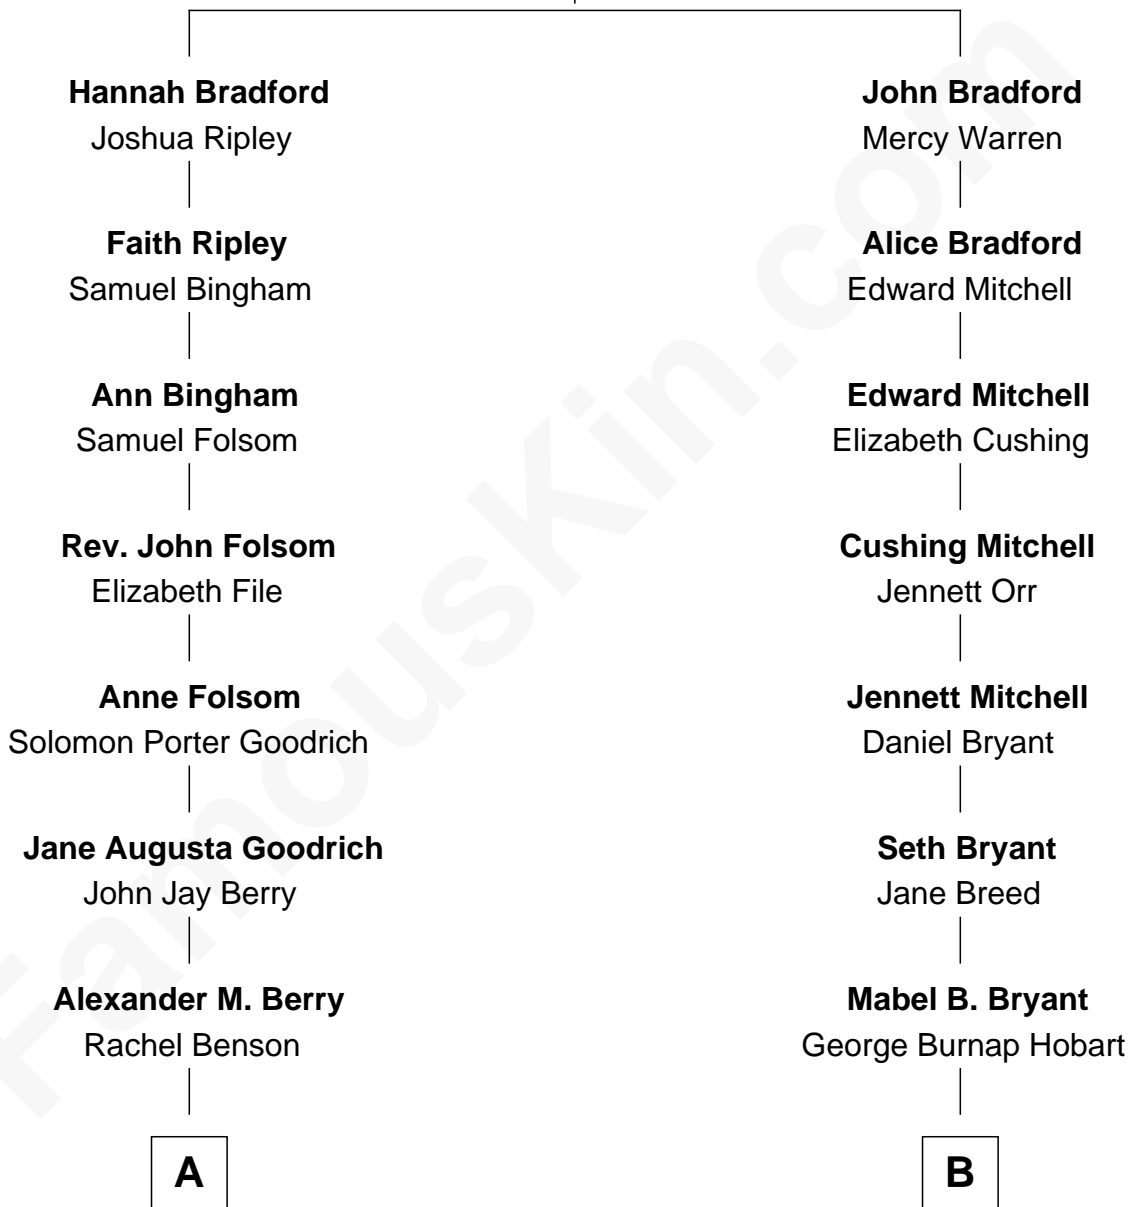 Hannah Bradford
Joshua Ripley
Faith Ripley
Samuel Bingham
Ann Bingham
Samuel Folsom
Rev. John Folsom
Elizabeth File
Anne Folsom
Solomon Porter Goodrich
Jane Augusta Goodrich
John Jay Berry
Alexander M. Berry
Rachel Benson
A
John Bradford
Mercy Warren
Alice Bradford
Edward Mitchell
Edward Mitchell
Elizabeth Cushing
Cushing Mitchell
Jennett Orr
Jennett Mitchell
Daniel Bryant
Seth Bryant
Jane Breed
Mabel B. Bryant
George Burnap Hobart
B
FamousKin.com